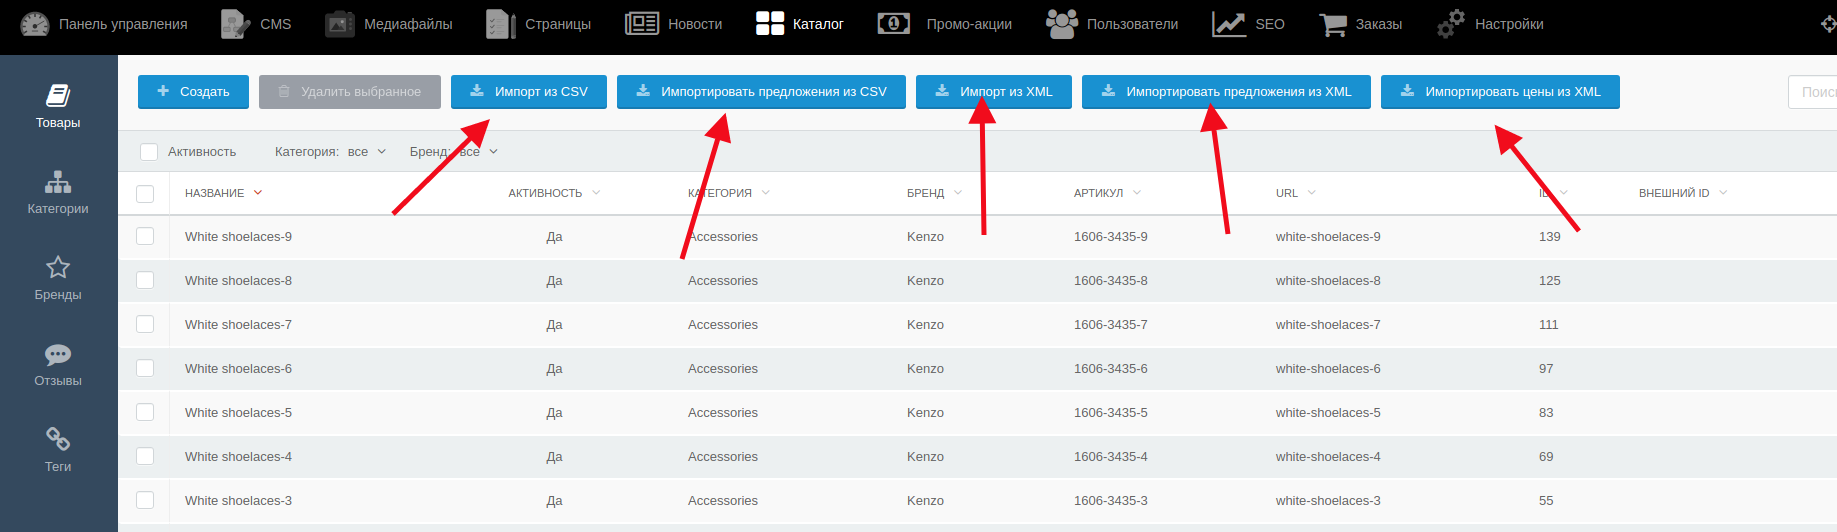 Панель управления CMS Медиафайлы Страницы Новости Каталог Промо-акции Пользователи SEO Заказы Настройки
Создать Удалить выбранное Импорт из CSV Импортировать предложения из CSV Импорт из XML Импортировать предложения из XML Импортировать цены из XML Поиск
Товары
Категории
Бренды
Отзывы
Теги
Активность Категория: все Бренд: все
НАЗВАНИЕ АКТИВНОСТЬ КАТЕГОРИЯ БРЕНД АРТИКУЛ URL ID ВНЕШНИЙ ID
White shoelaces-9 Да Accessories Kenzo 1606-3435-9 white-shoelaces-9 139
White shoelaces-8 Да Accessories Kenzo 1606-3435-8 white-shoelaces-8 125
White shoelaces-7 Да Accessories Kenzo 1606-3435-7 white-shoelaces-7 111
White shoelaces-6 Да Accessories Kenzo 1606-3435-6 white-shoelaces-6 97
White shoelaces-5 Да Accessories Kenzo 1606-3435-5 white-shoelaces-5 83
White shoelaces-4 Да Accessories Kenzo 1606-3435-4 white-shoelaces-4 69
White shoelaces-3 Да Accessories Kenzo 1606-3435-3 white-shoelaces-3 55